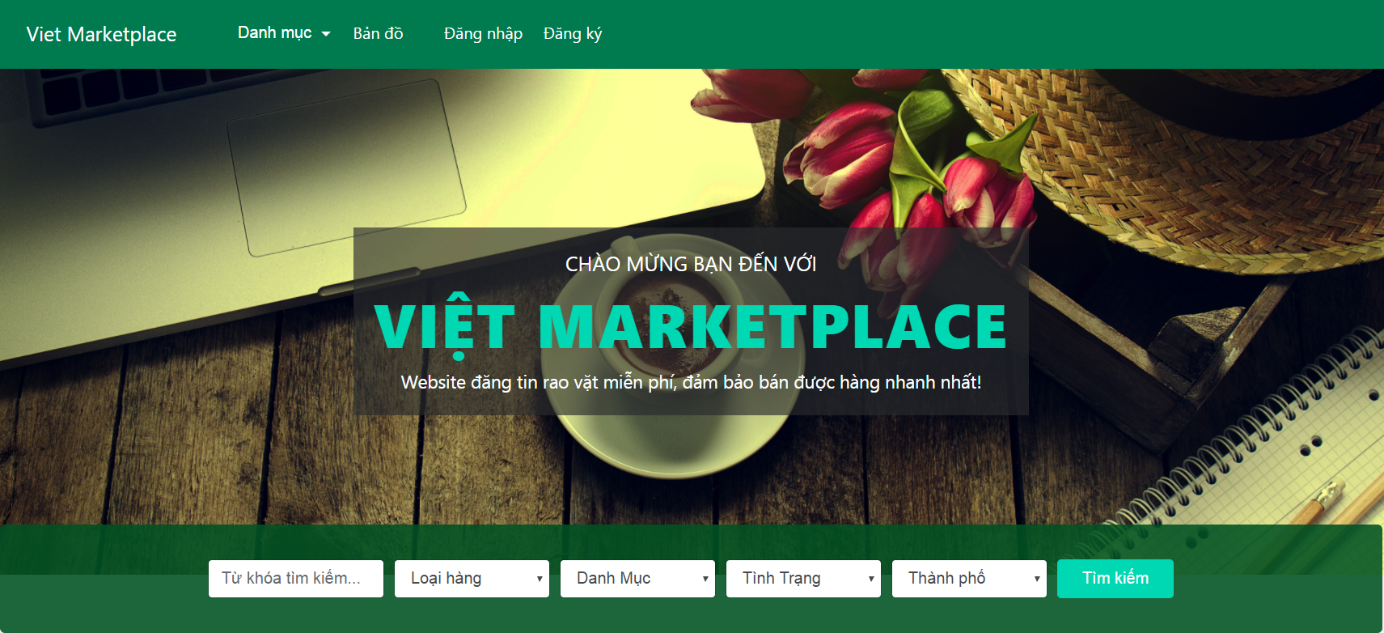 Viet Marketplace Danh mục Bản đồ Đăng nhập Đăng ký
CHÀO MỪNG BẠN ĐẾN VỚI
VIỆT MARKETPLACE
Website đăng tin rao vặt miễn phí, đảm bảo bán được hàng nhanh nhất!
Từ khóa tìm kiếm... Loại hàng Danh Mục Tình Trạng Thành phố Tìm kiếm